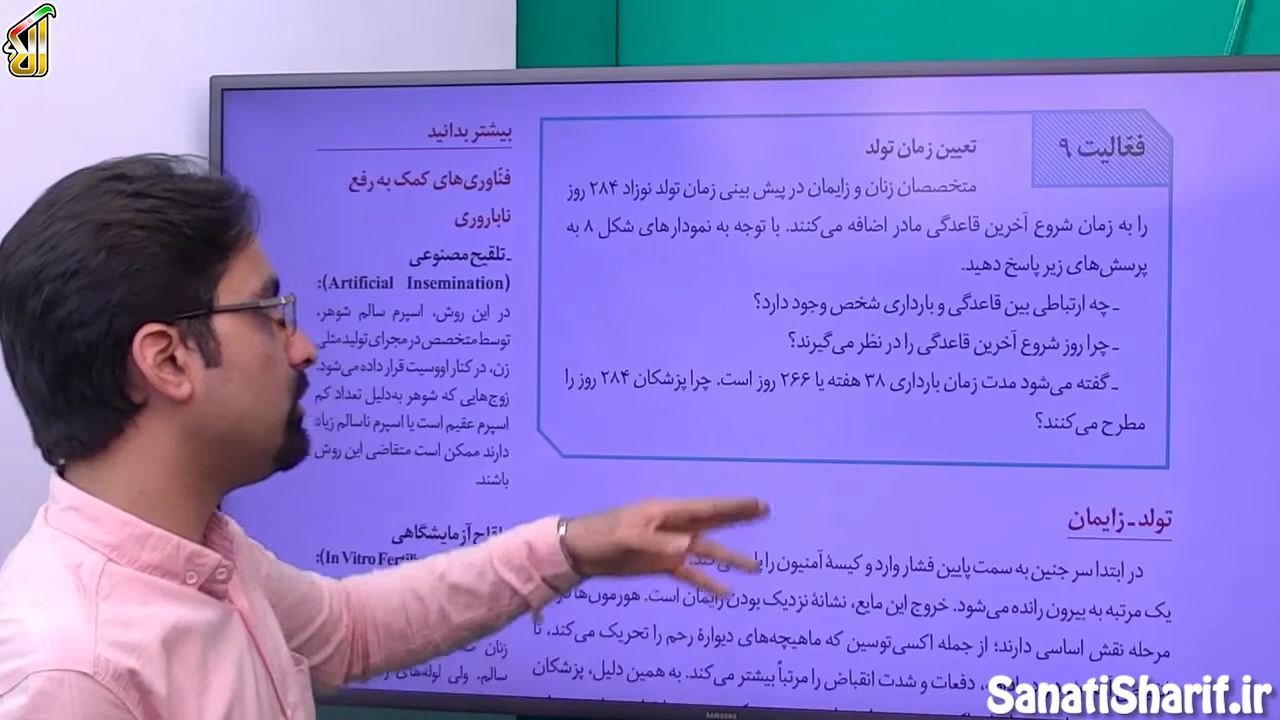 فعّالیت ۹
تعیین زمان تولد
متخصصان زنان و زایمان در پیش بینی زمان تولد نوزاد ۲۸۴ روز
را به زمان شروع آخرین قاعدگی مادر اضافه می‌کنند. با توجه به نمودارهای شکل ۸ به
پرسش‌های زیر پاسخ دهید.
ـ چه ارتباطی بین قاعدگی و بارداری شخص وجود دارد؟
ـ چرا روز شروع آخرین قاعدگی را در نظر می‌گیرند؟
ـ گفته می‌شود مدت زمان بارداری ۳۸ هفته یا ۲۶۶ روز است. چرا پزشکان ۲۸۴ روز را
مطرح می‌کنند؟
تولد ـ زایمان
در ابتدا سر جنین به سمت پایین فشار وارد و کیسهٔ آمنیون را
یک مرتبه به بیرون رانده می‌شود. خروج این مایع، نشانهٔ نزدیک بودن زایمان است. هورمون‌ها
مرحله نقش اساسی دارند؛ از جمله اکسی‌توسین که ماهیچه‌های دیوارهٔ رحم را تحریک می‌کند، تا
دفعات و شدت انقباض را مرتباً بیشتر می‌کند. به همین دلیل، پزشکان
بیشتر بدانید
فنّاوری‌های کمک به رفع
ناباروری
ـ تلقیح مصنوعی
(Artificial Insemination):
در این روش، اسپرم سالم شوهر،
توسط متخصص در مجرای تولیدمثلی
زن، در کنار اووسیت قرار داده می‌شود.
زوج‌هایی که شوهر به‌دلیل تعداد کم
اسپرم عقیم است یا اسپرم ناسالم زیاد
دارند ممکن است متقاضی این روش
باشند.
آزمایشگاهی
(In Vitro
زنان
سالم، ولی لوله‌های
SAMSUNG
SanatiSharif.ir